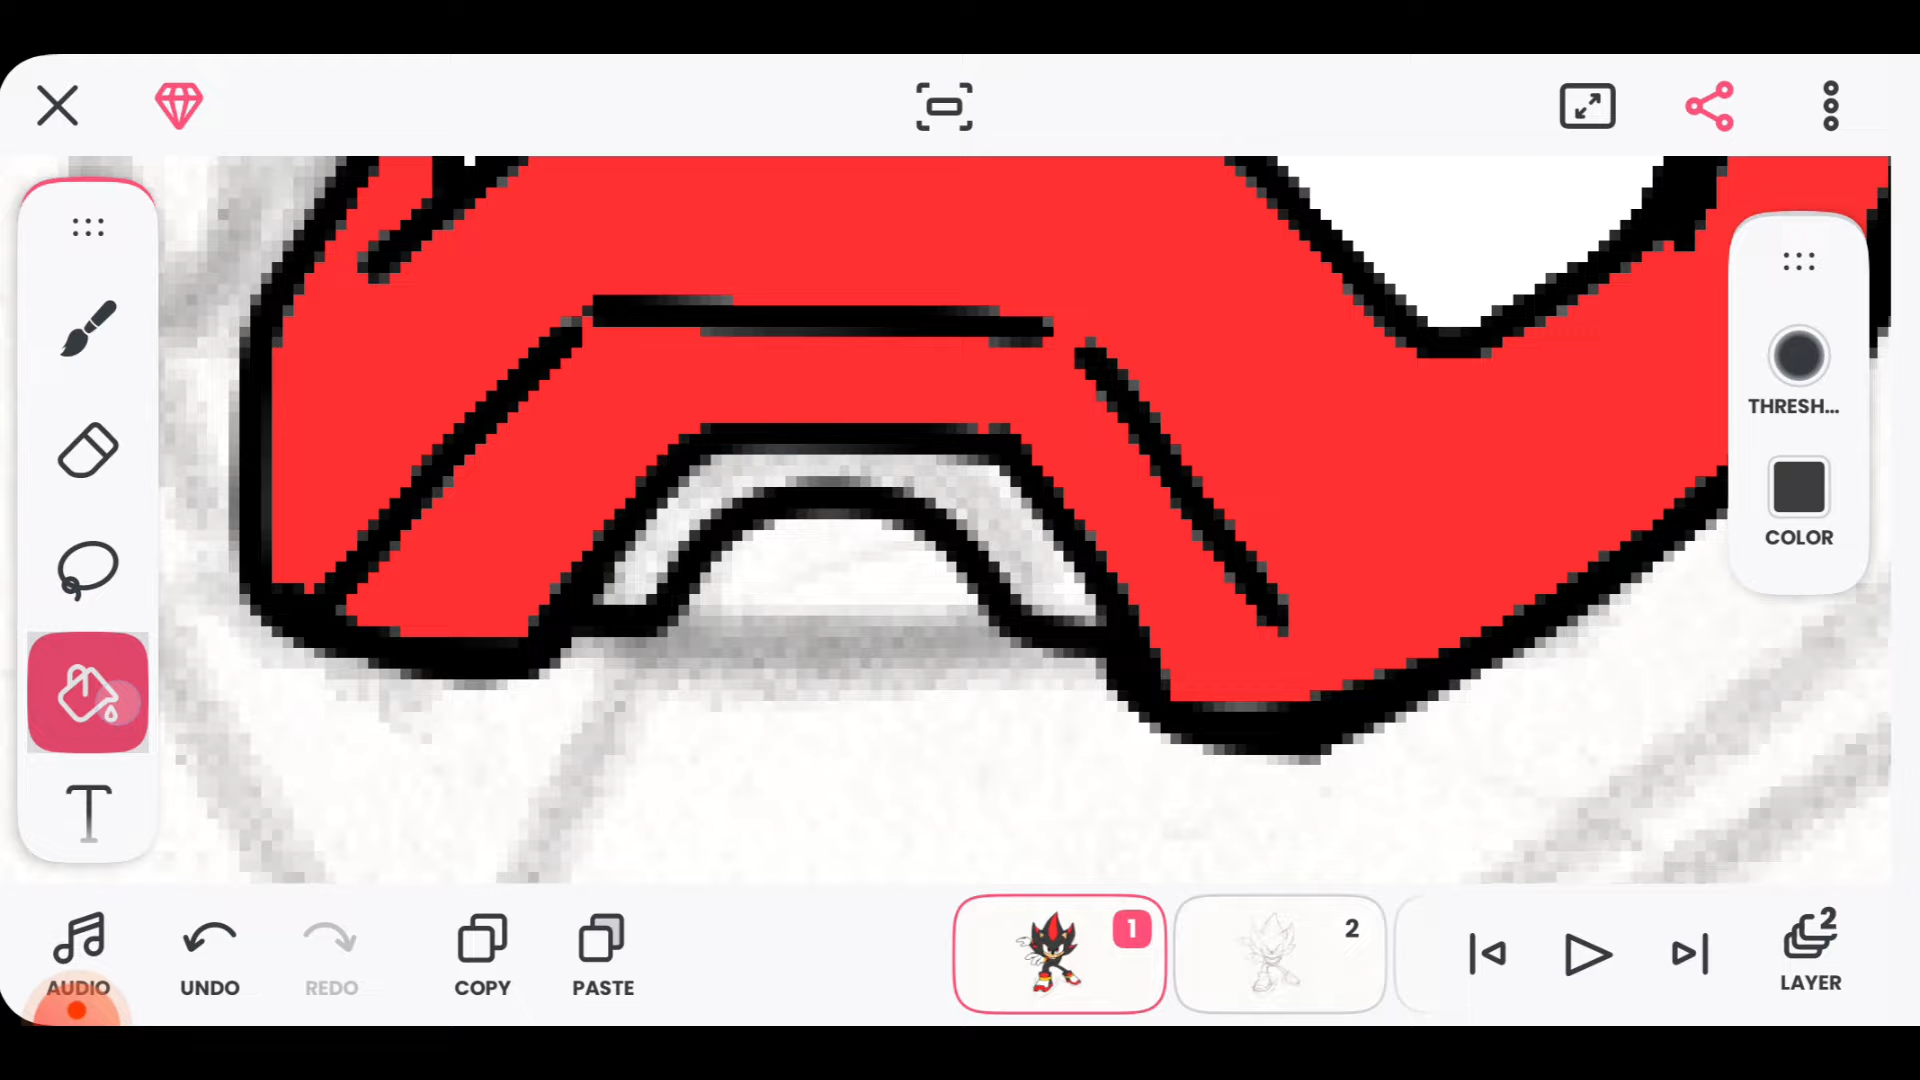 THRESH...
COLOR
1
2
2
AUDIO
UNDO
REDO
COPY
PASTE
LAYER